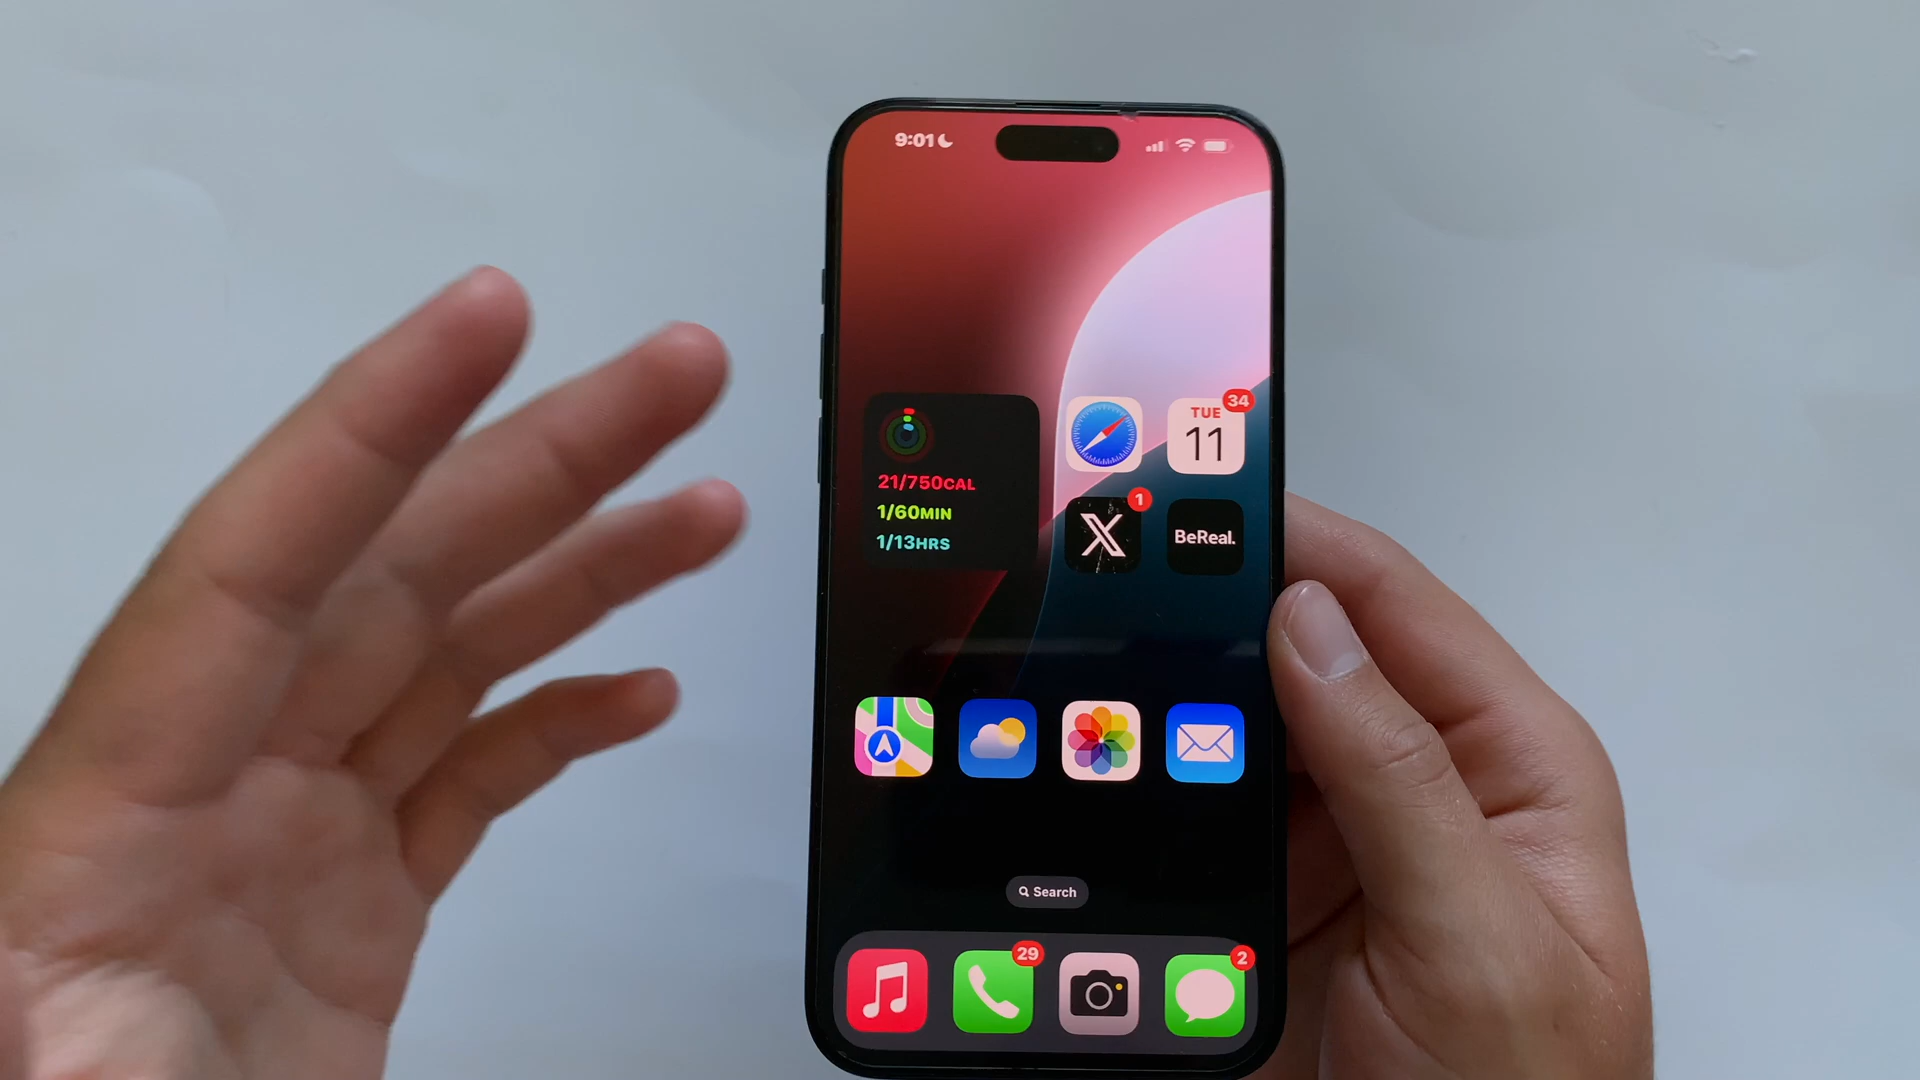 9:01
34
TUE
11
21/750CAL
1/60MIN
1/13HRS
1
X
BeReal.
Search
29
2